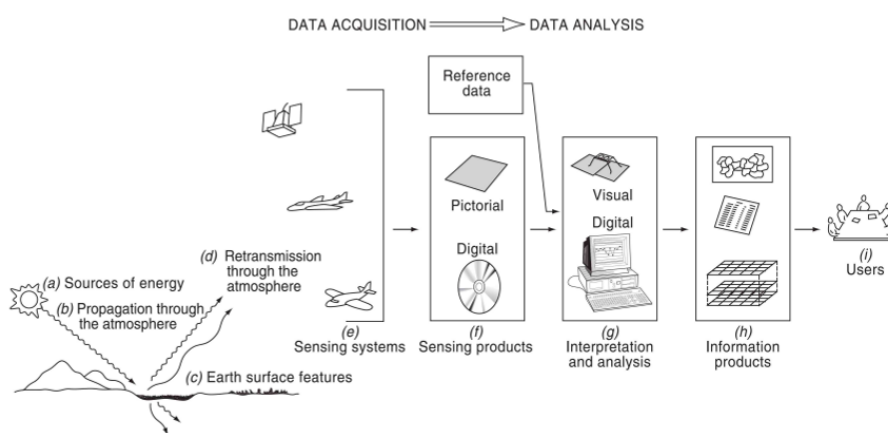 DATA ACQUISITION DATA ANALYSIS
Reference
data
Pictorial
Digital
Visual
Digital
(a) Sources of energy
(b) Propagation through
the atmosphere
(c) Earth surface features
(d) Retransmission
through the
atmosphere
(e)
Sensing systems
(f)
Sensing products
(g)
Interpretation
and analysis
(h)
Information
products
(i)
Users